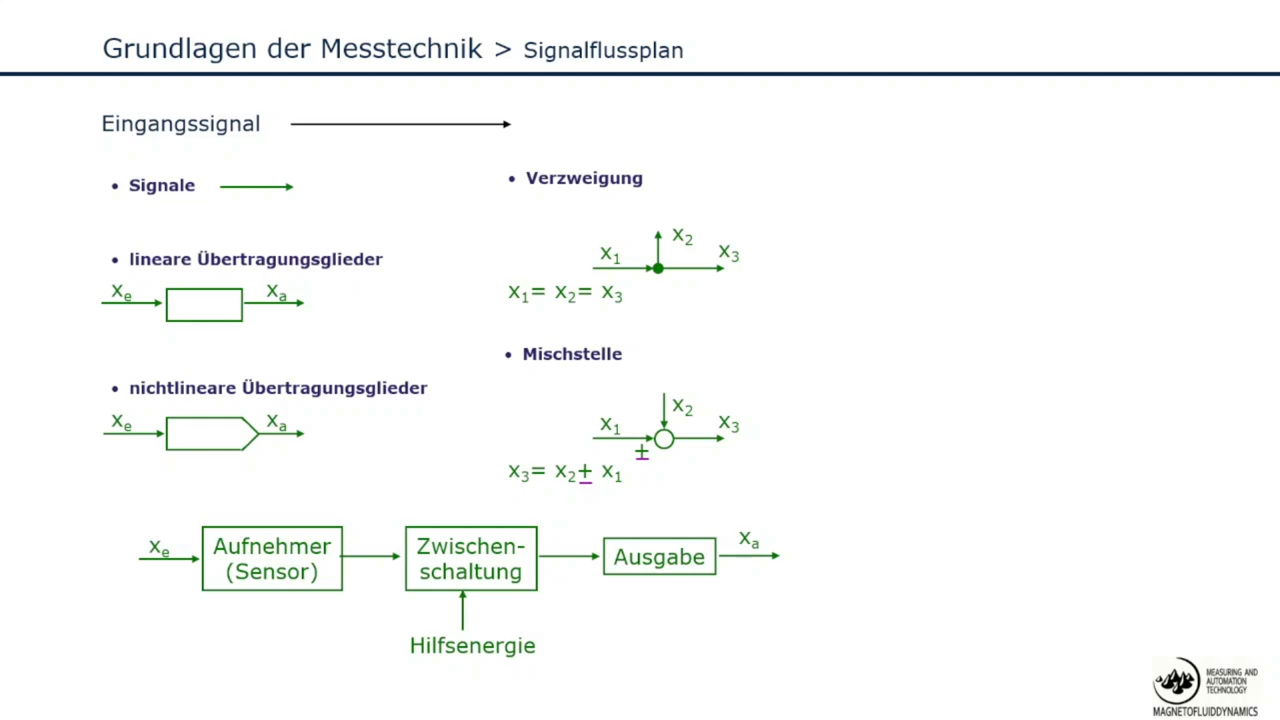 Grundlagen der Messtechnik > Signalflussplan
Eingangssignal
• Signale
• lineare Übertragungsglieder
xe
xa
• nichtlineare Übertragungsglieder
xe
xa
• Verzweigung
x1
x2
x3
x1= x2= x3
• Mischstelle
x1
x2
x3
±
x3= x2± x1
xe
Aufnehmer
(Sensor)
Zwischen-
schaltung
Ausgabe
xa
Hilfsenergie
MEASURING AND
AUTOMATION
TECHNOLOGY
MAGNETOFLUIDDYNAMICS